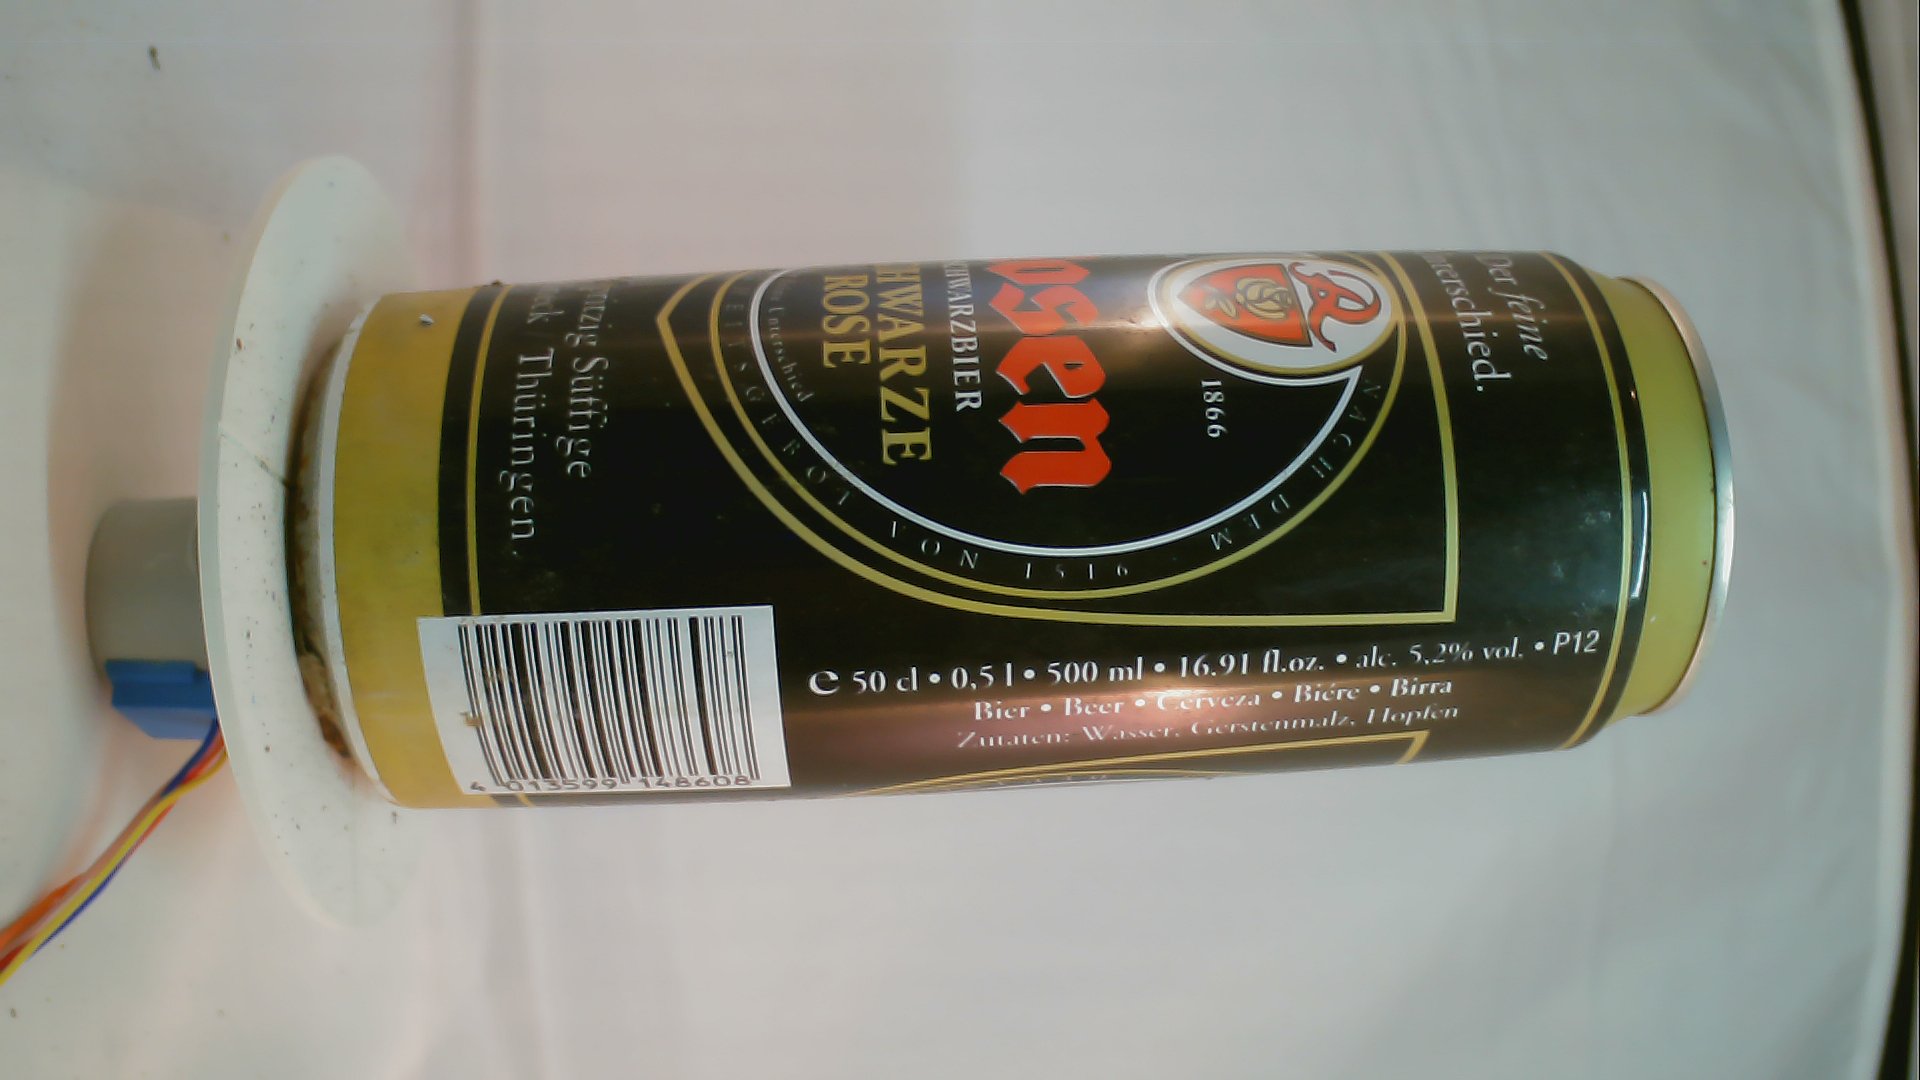 Der feine
1866
osen
HWARZBIER
HWARZE
ROSE
Unterschied
NACH DEM
1516 VON
Süffige
Thüringen.
e 50 cl • 0,5 l • 500 ml • 16.91 fl.oz. • alc. 5,2% vol. • P12
Bier • Beer • Cerveza • Biére • Birra
Zutaten: Wasser, Gerstenmalz, Hopfen
4 013599 148608